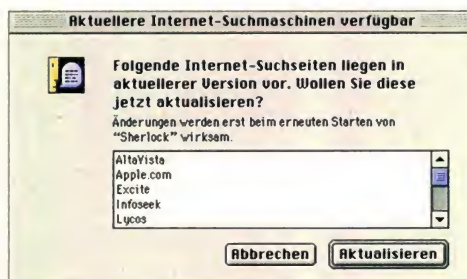 Aktuellere Internet-Suchmaschinen verfügbar
Folgende Internet-Suchseiten liegen in
aktuellerer Version vor. Wollen Sie diese
jetzt aktualisieren?
Änderungen werden erst beim erneuten Starten von
“Sherlock” wirksam.
AltaVista
Apple.com
Excite
Infoseek
Lycos
Abbrechen
Aktualisieren